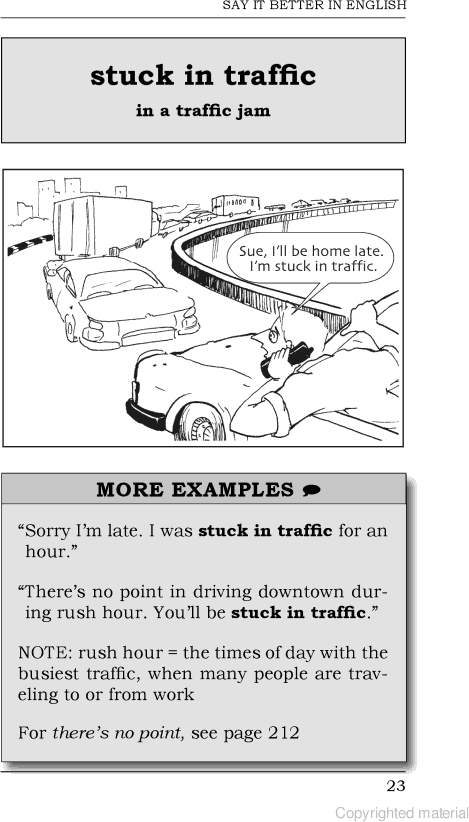 SAY IT BETTER IN ENGLISH
stuck in traffic
in a traffic jam
Sue, I'll be home late.
I'm stuck in traffic.
MORE EXAMPLES
“Sorry I’m late. I was stuck in traffic for an
hour.”
“There’s no point in driving downtown dur-
ing rush hour. You’ll be stuck in traffic.”
NOTE: rush hour = the times of day with the
busiest traffic, when many people are trav-
eling to or from work
For there’s no point, see page 212
23
Copyrighted material